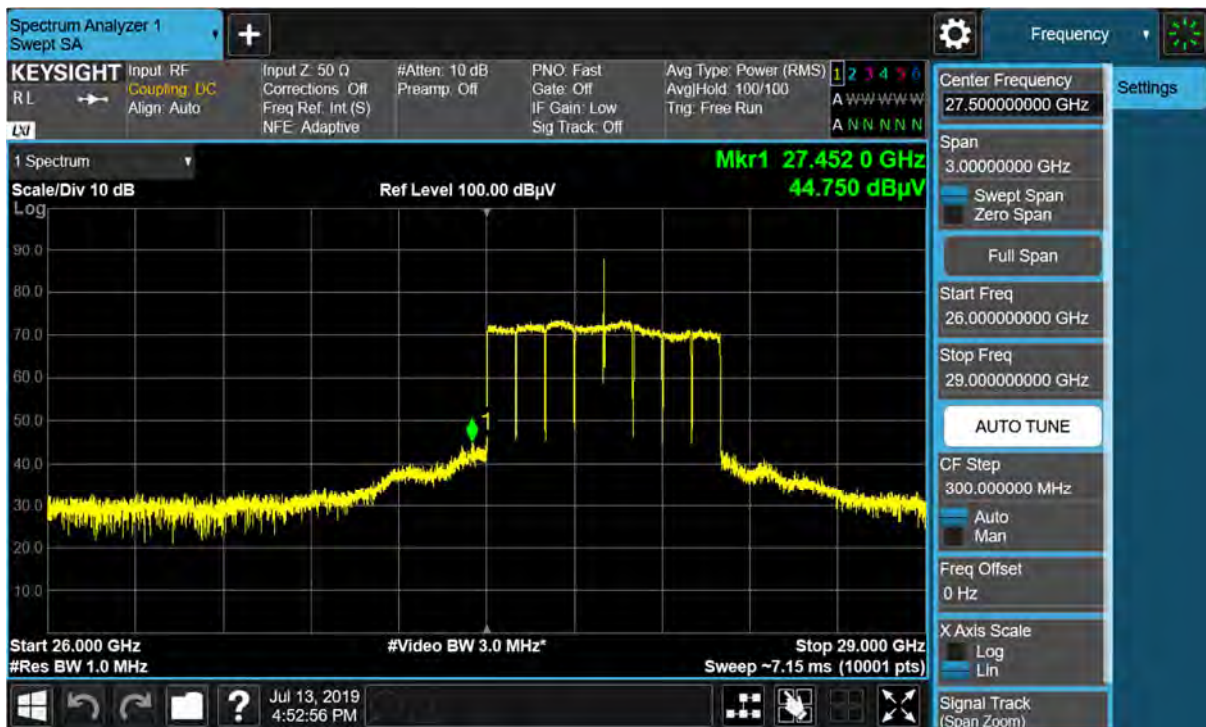 Spectrum Analyzer 1
Swept SA
+
Frequency
KEYSIGHT
R L
LXI
Input: RF
Coupling: DC
Align: Auto
Input Z: 50 Ω
Corrections: Off
Freq Ref: Int (S)
NFE: Adaptive
#Atten: 10 dB
Preamp: Off
PNO: Fast
Gate: Off
IF Gain: Low
Sig Track: Off
Avg Type: Power (RMS)
Avg|Hold: 100/100
Trig: Free Run
1 2 3 4 5 6
A W W W W W
A N N N N N
1 Spectrum
Scale/Div 10 dB
Ref Level 100.00 dBµV
Mkr1 27.452 0 GHz
44.750 dBµV
Log
90.0
80.0
70.0
60.0
50.0
40.0
30.0
20.0
10.0
1
Start 26.000 GHz
#Res BW 1.0 MHz
#Video BW 3.0 MHz*
Stop 29.000 GHz
Sweep ~7.15 ms (10001 pts)
Center Frequency
27.500000000 GHz
Settings
Span
3.00000000 GHz
Swept Span
Zero Span
Full Span
Start Freq
26.000000000 GHz
Stop Freq
29.000000000 GHz
AUTO TUNE
CF Step
300.000000 MHz
Auto
Man
Freq Offset
0 Hz
X Axis Scale
Log
Lin
Signal Track
(Span Zoom)
?
Jul 13, 2019
4:52:56 PM